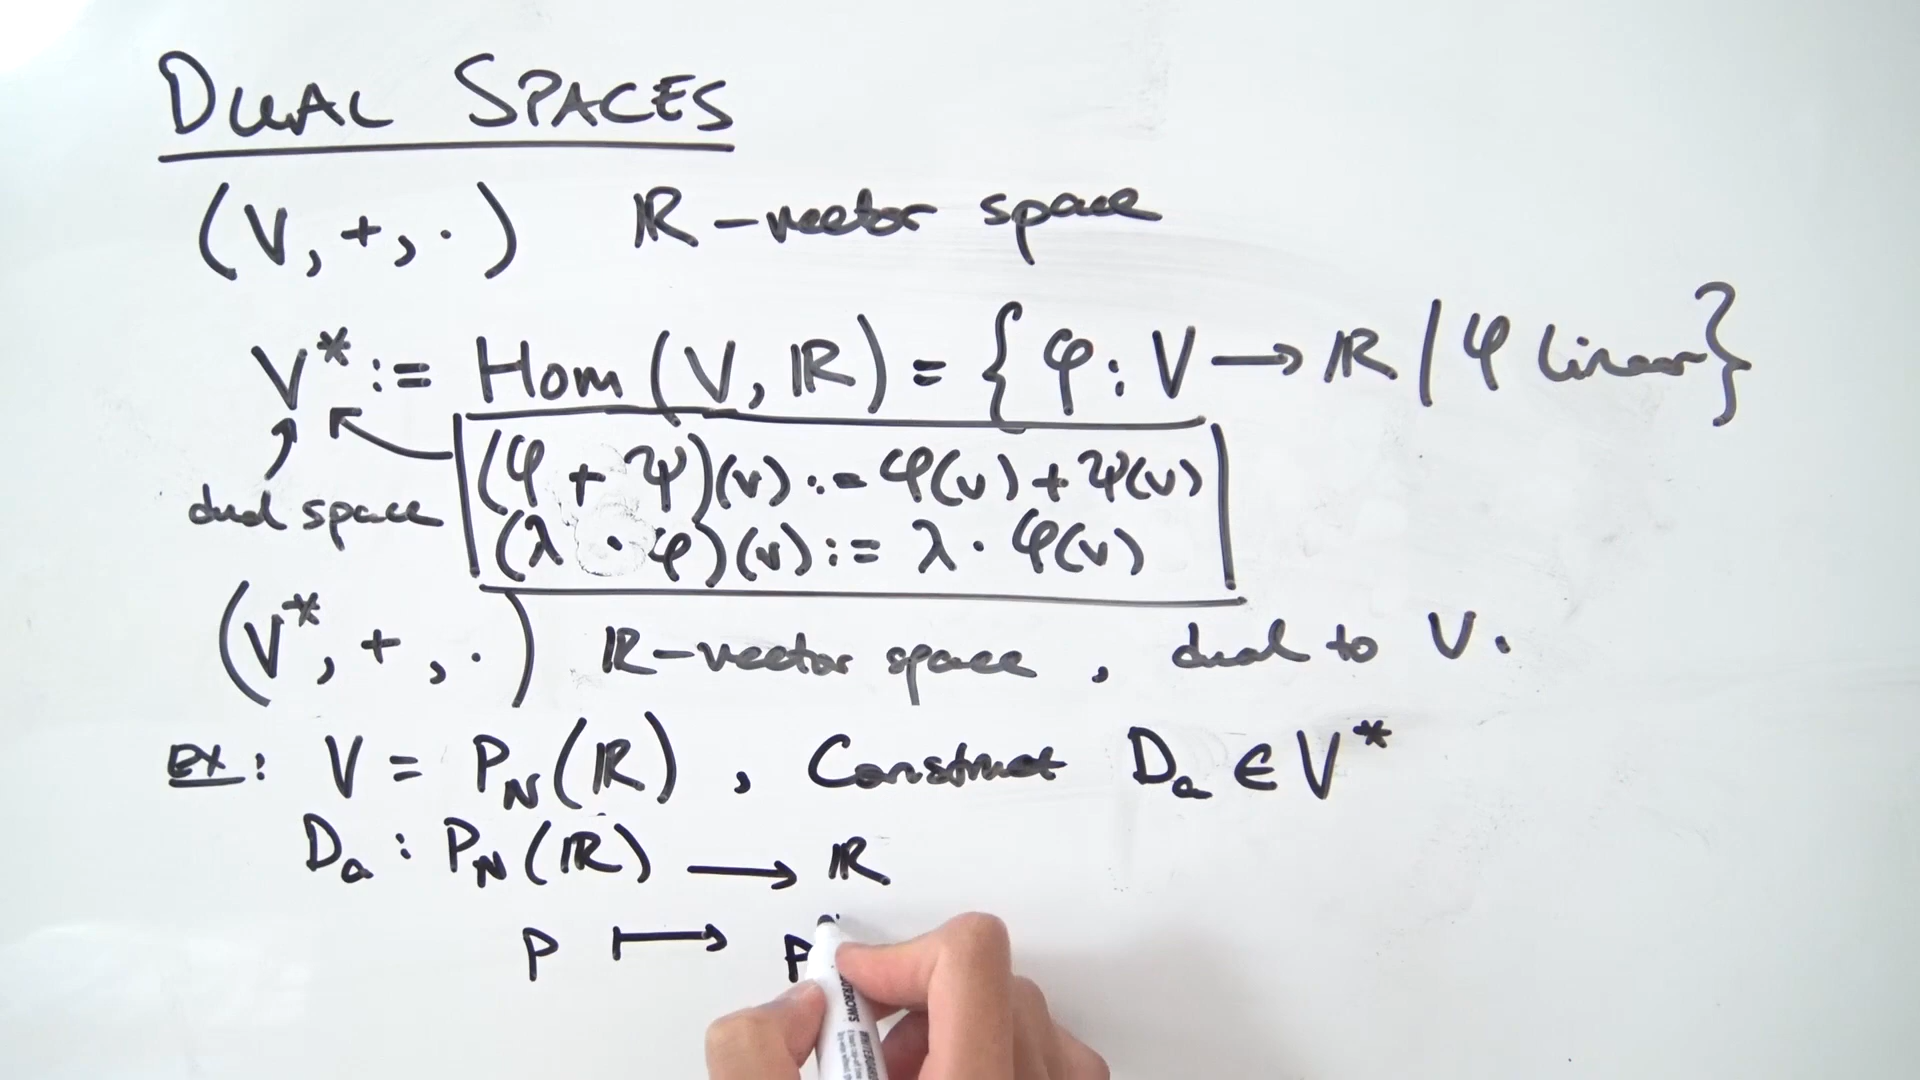 DUAL SPACES
(V, +, ·) ℝ-vector space
V* := Hom(V, ℝ) = { φ : V → ℝ | φ linear }
(φ + ψ)(v) := φ(v) + ψ(v)
dual space
(λ · φ)(v) := λ · φ(v)
(V*, +, ·) ℝ-vector space, dual to V.
EX: V = P_N(ℝ), Construct D_a ∈ V*
D_a : P_N(ℝ) → ℝ
P ↦ P